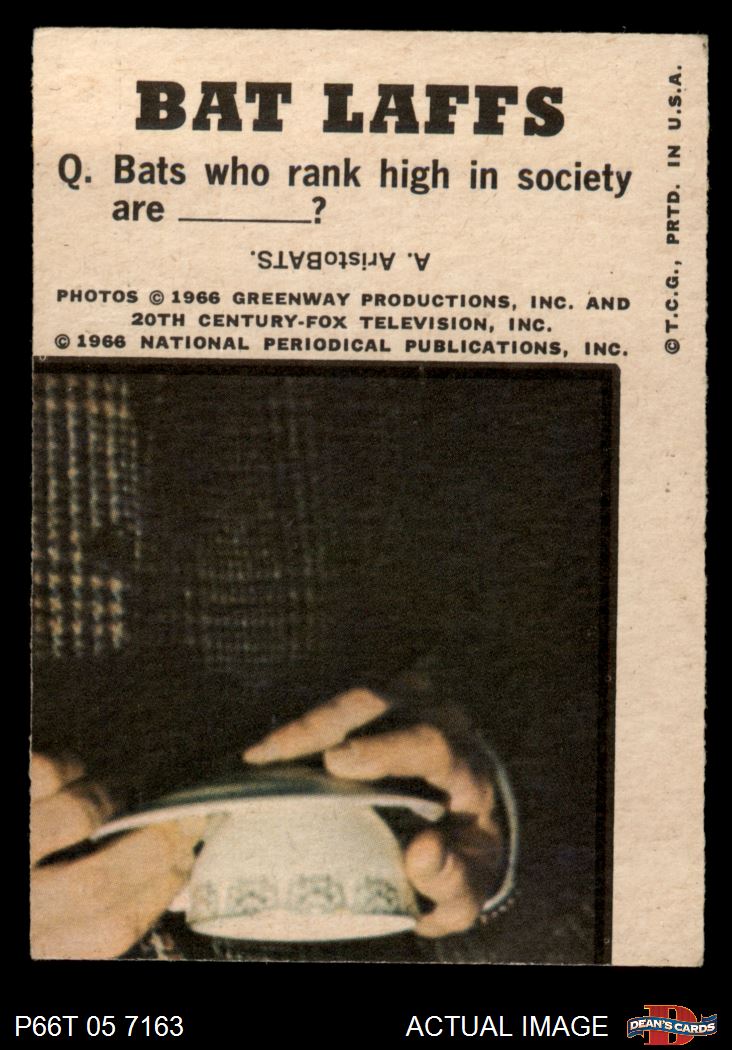 BAT LAFFS
Q. Bats who rank high in society
are ________?
A. AristoBATS.
PHOTOS © 1966 GREENWAY PRODUCTIONS, INC. AND
20TH CENTURY-FOX TELEVISION, INC.
© 1966 NATIONAL PERIODICAL PUBLICATIONS, INC.
© T.C.G., PRTD. IN U.S.A.
P66T 05 7163
ACTUAL IMAGE
DEAN'S CARDS